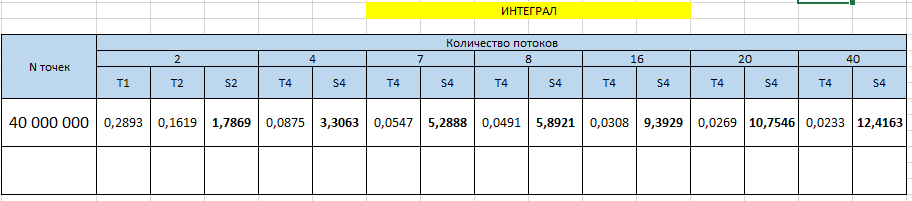 ИНТЕГРАЛ
N точек
Количество потоков
2 4 7 8 16 20 40
T1 T2 S2 T4 S4 T4 S4 T4 S4 T4 S4 T4 S4 T4 S4
40 000 000 0,2893 0,1619 1,7869 0,0875 3,3063 0,0547 5,2888 0,0491 5,8921 0,0308 9,3929 0,0269 10,7546 0,0233 12,4163